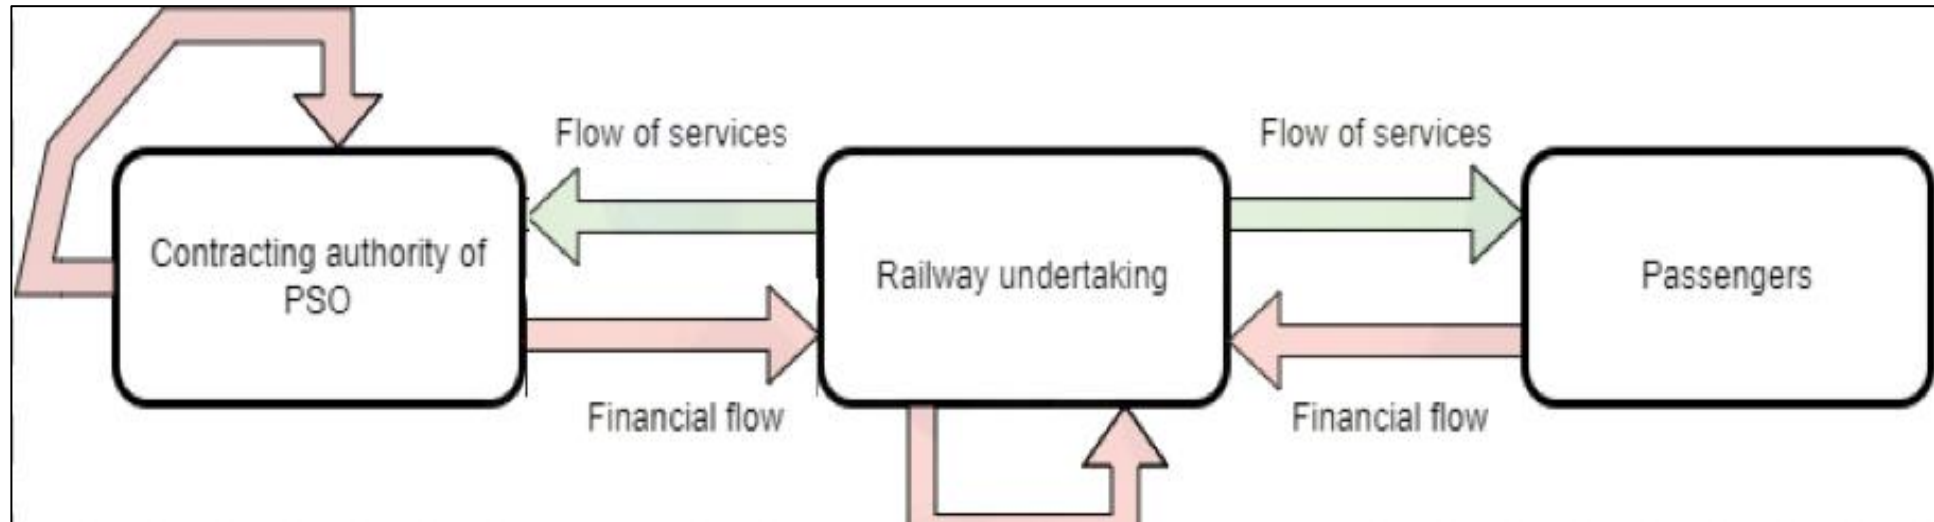 Flow of services
Flow of services
Contracting authority of
PSO
Railway undertaking
Passengers
Financial flow
Financial flow